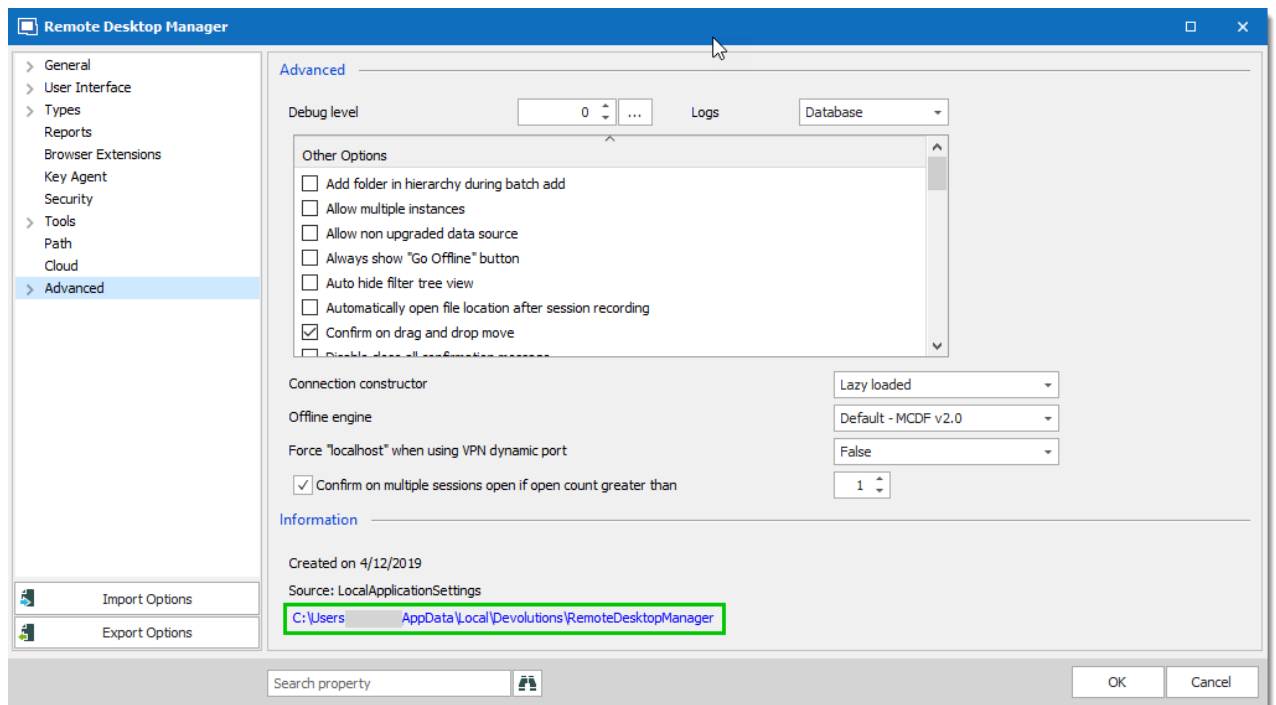 Remote Desktop Manager
General
User Interface
Types
Reports
Browser Extensions
Key Agent
Security
Tools
Path
Cloud
Advanced
Import Options
Export Options
Advanced
Debug level 0 ... Logs Database
Other Options
Add folder in hierarchy during batch add
Allow multiple instances
Allow non upgraded data source
Always show "Go Offline" button
Auto hide filter tree view
Automatically open file location after session recording
Confirm on drag and drop move
Disable close all confirmation message
Connection constructor Lazy loaded
Offline engine Default - MCDF v2.0
Force "localhost" when using VPN dynamic port False
Confirm on multiple sessions open if open count greater than 1
Information
Created on 4/12/2019
Source: LocalApplicationSettings
C:\Users AppData\Local\Devolutions\RemoteDesktopManager
Search property
OK Cancel